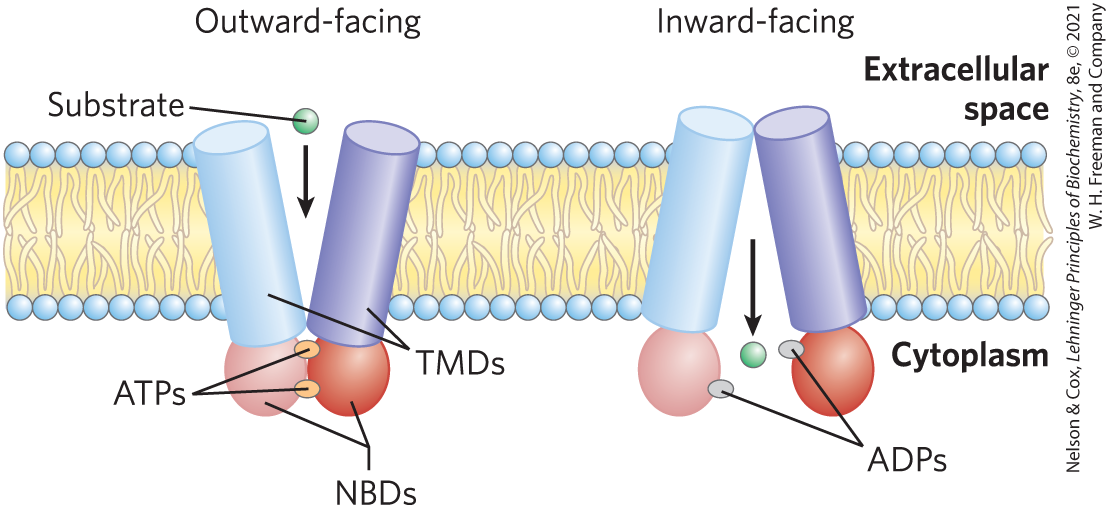 Outward-facing
Inward-facing
Extracellular
space
Substrate
TMDs
ATPs
NBDs
Cytoplasm
ADPs
Nelson & Cox, Lehninger Principles of Biochemistry, 8e, © 2021
W. H. Freeman and Company